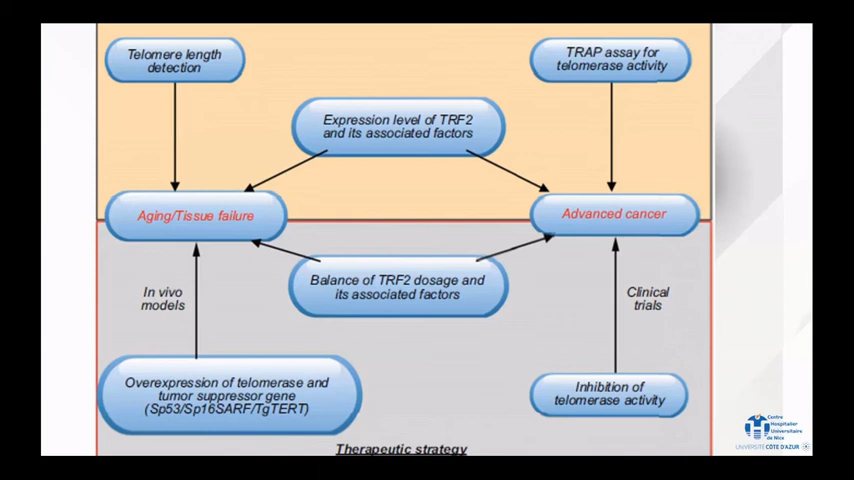 Telomere length
detection
TRAP assay for
telomerase activity
Expression level of TRF2
and its associated factors
Aging/Tissue failure
Advanced cancer
Balance of TRF2 dosage and
its associated factors
In vivo
models
Clinical
trials
Overexpression of telomerase and
tumor suppressor gene
(Sp53/Sp16SARF/TgTERT)
Inhibition of
telomerase activity
Therapeutic strategy
Centre
Hospitalier
Universitaire
de Nice
UNIVERSITÉ CÔTE D'AZUR